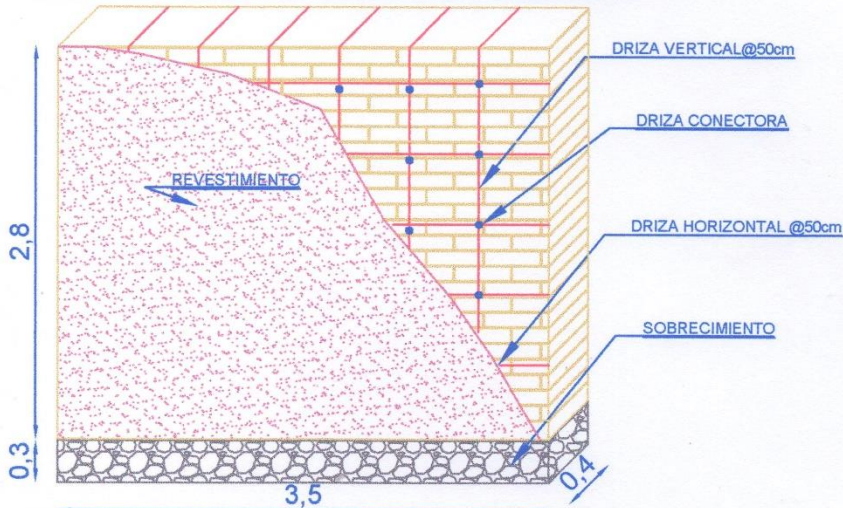 DRIZA VERTICAL@50cm
DRIZA CONECTORA
REVESTIMIENTO
2,8
DRIZA HORIZONTAL @50cm
SOBRECIMIENTO
0,3
3,5
0,4